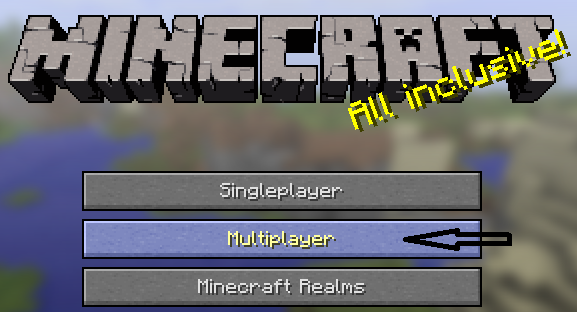 MINECRAFT
All inclusive!
Singleplayer
Multiplayer
Minecraft Realms